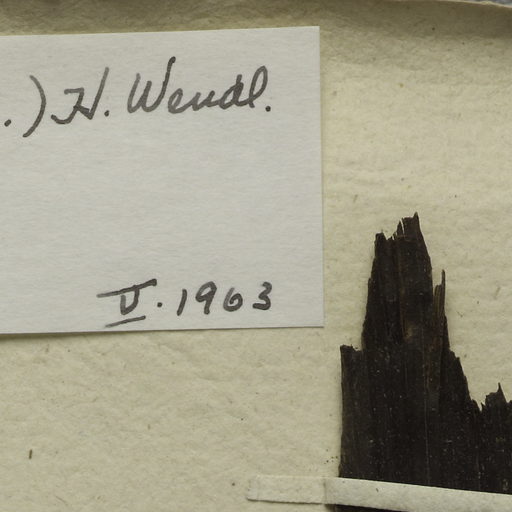 .) H. Wendl.
V. 1963